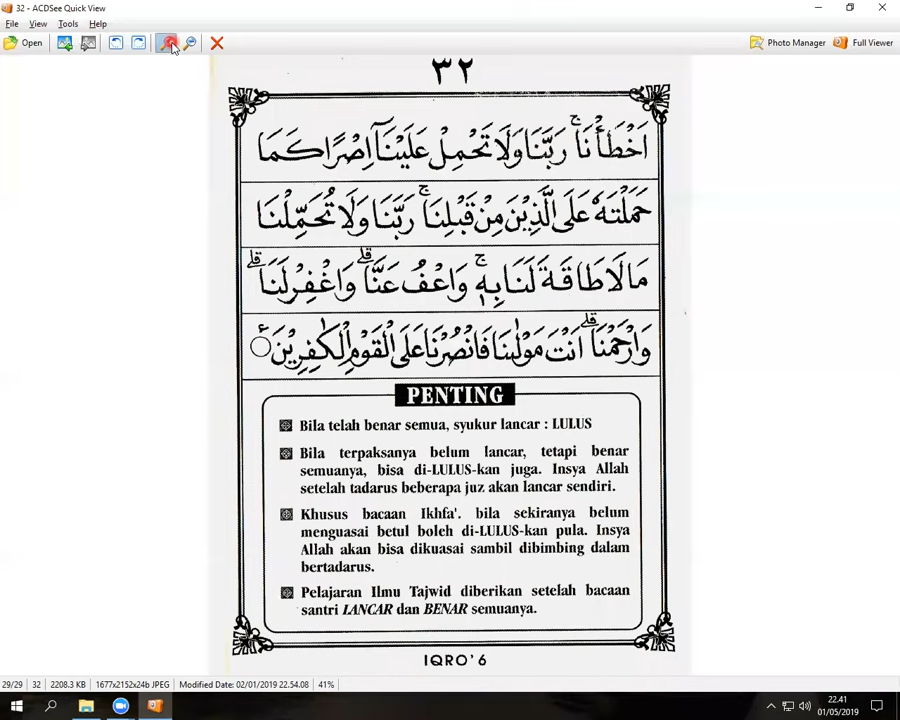 32 - ACDSee Quick View
File View Tools Help
Open
Photo Manager
Full Viewer
٣٢
اَخْطَأْنَاۚ رَبَّنَا وَلَا تَحْمِلْ عَلَيْنَآ اِصْرًا كَمَا
حَمَلْتَهٗ عَلَى الَّذِيْنَ مِنْ قَبْلِنَاۚ رَبَّنَا وَلَا تُحَمِّلْنَا
مَا لَا طَاقَةَ لَنَا بِهٖۚ وَاعْفُ عَنَّاۗ وَاغْفِرْ لَنَاۗ
وَارْحَمْنَاۗ اَنْتَ مَوْلٰىنَا فَانْصُرْنَا عَلَى الْقَوْمِ الْكٰفِرِيْنَ ۝ ع
PENTING
Bila telah benar semua, syukur lancar : LULUS
Bila terpaksanya belum lancar, tetapi benar
semuanya, bisa di-LULUS-kan juga. Insya Allah
setelah tadarus beberapa juz akan lancar sendiri.
Khusus bacaan Ikhfa'. bila sekiranya belum
menguasai betul boleh di-LULUS-kan pula. Insya
Allah akan bisa dikuasai sambil dibimbing dalam
bertadarus.
Pelajaran Ilmu Tajwid diberikan setelah bacaan
santri LANCAR dan BENAR semuanya.
IQRO' 6
29/29 32 2208.3 KB 1677x2152x24b JPEG Modified Date: 02/01/2019 22.54.08 41%
22.41
01/05/2019